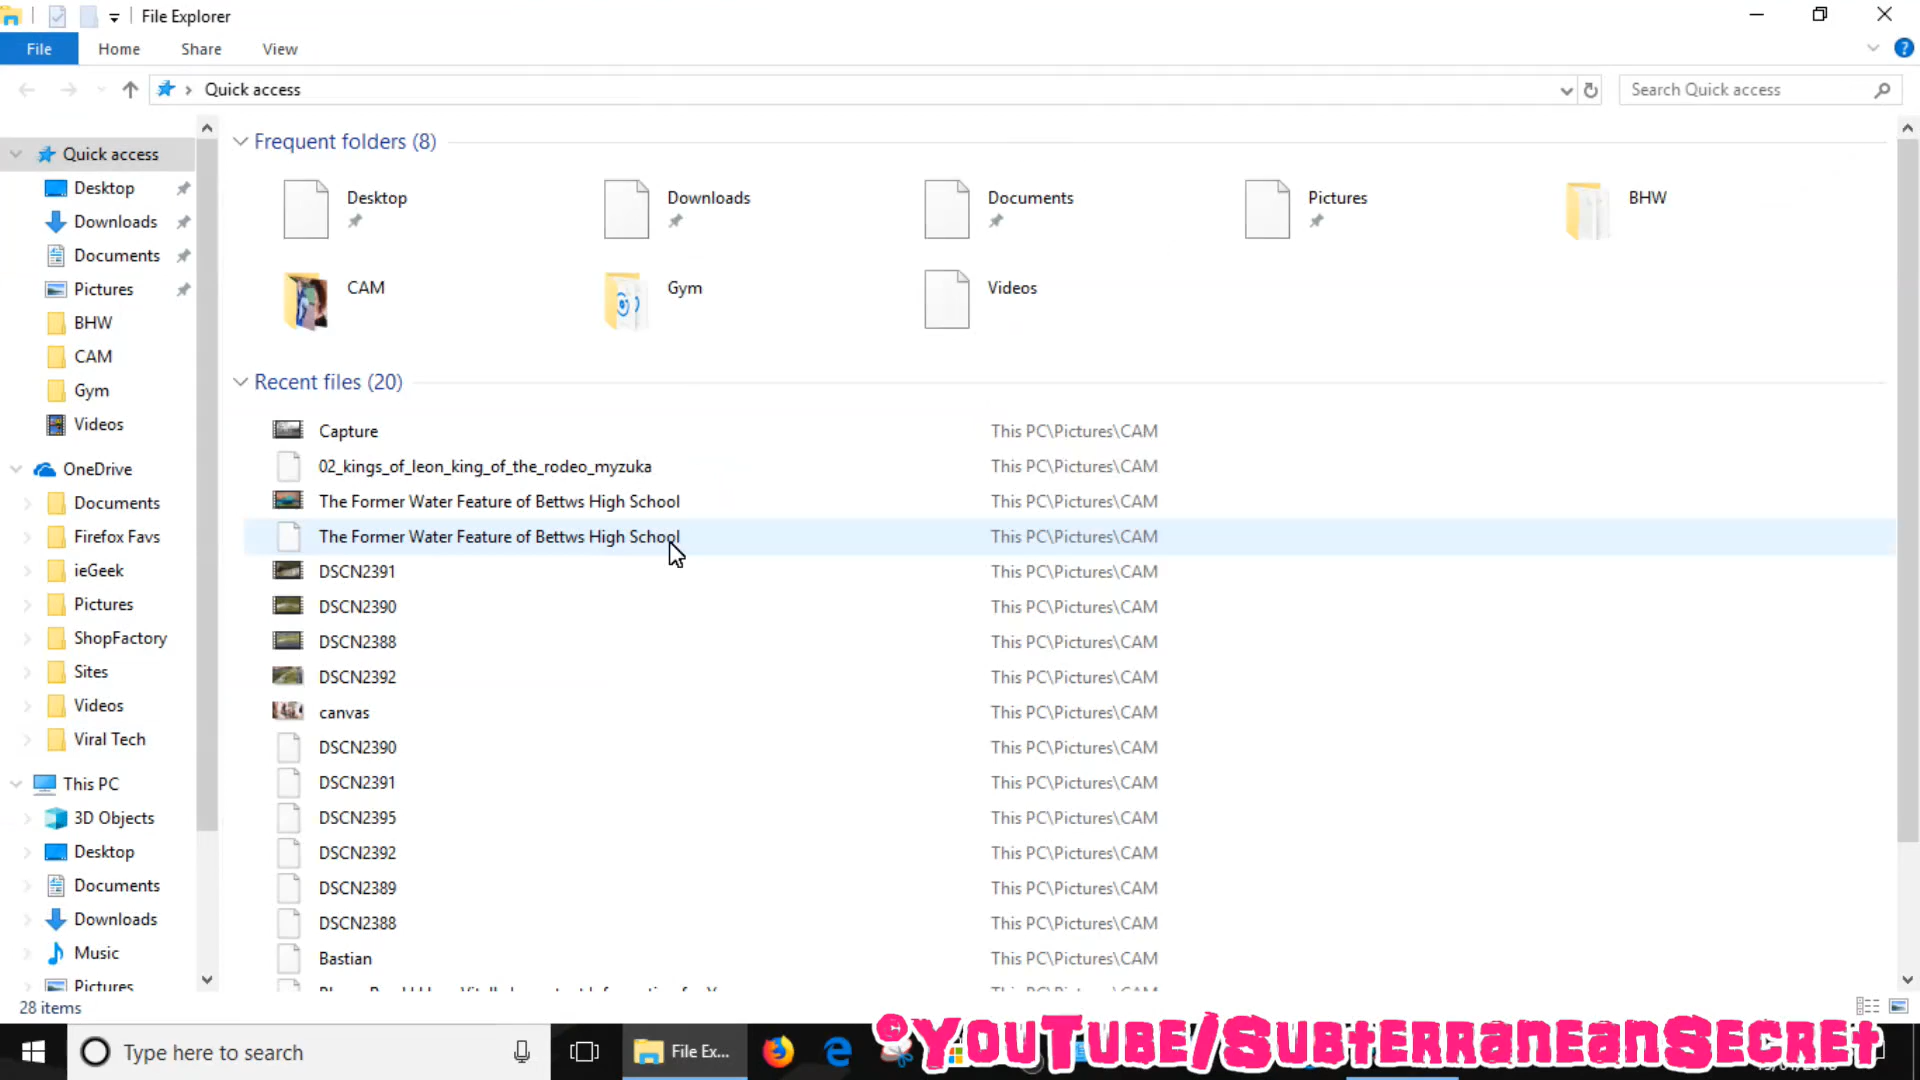 File Explorer
File Home Share View
Quick access
Search Quick access
Quick access
Desktop
Downloads
Documents
Pictures
BHW
CAM
Gym
Videos
OneDrive
Documents
Firefox Favs
ieGeek
Pictures
ShopFactory
Sites
Videos
Viral Tech
This PC
3D Objects
Desktop
Documents
Downloads
Music
Pictures
Frequent folders (8)
Desktop
Downloads
Documents
Pictures
BHW
CAM
Gym
Videos
Recent files (20)
Capture This PC\Pictures\CAM
02_kings_of_leon_king_of_the_rodeo_myzuka This PC\Pictures\CAM
The Former Water Feature of Bettws High School This PC\Pictures\CAM
The Former Water Feature of Bettws High School This PC\Pictures\CAM
DSCN2391 This PC\Pictures\CAM
DSCN2390 This PC\Pictures\CAM
DSCN2388 This PC\Pictures\CAM
DSCN2392 This PC\Pictures\CAM
canvas This PC\Pictures\CAM
DSCN2390 This PC\Pictures\CAM
DSCN2391 This PC\Pictures\CAM
DSCN2395 This PC\Pictures\CAM
DSCN2392 This PC\Pictures\CAM
DSCN2389 This PC\Pictures\CAM
DSCN2388 This PC\Pictures\CAM
Bastian This PC\Pictures\CAM
28 items
Type here to search
File Ex...
©YouTube/SubterraneanSecret